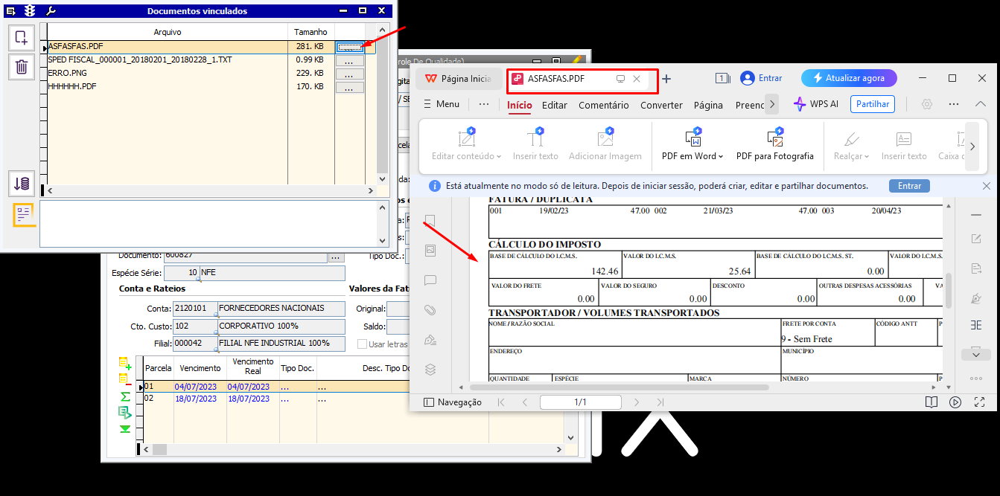 Documentos vinculados
Arquivo Tamanho
ASFASFAS.PDF 281. KB ...
SPED FISCAL_000001_20180201_20180228_1.TXT 0.99 KB ...
ERRO.PNG 229. KB ...
HHHHHH.PDF 170. KB ...
role De Qualidade)
Documento: 600827 ...
Tipo Doc.:
Espécie Série: 10 NFE
Conta e Rateios
Valores da Fat
Conta: 2120101 FORNECEDORES NACIONAIS
Original:
Cto. Custo: 102 CORPORATIVO 100%
Saldo:
Filial: 000042 FILIAL NFE INDUSTRIAL 100%
Usar letras
Parcela Vencimento Vencimento Real Tipo Doc. Desc. Tipo Do
01 04/07/2023 04/07/2023 ... ...
02 18/07/2023 18/07/2023 ... ...
Página Inicia
ASFASFAS.PDF
1
Entrar
Atualizar agora
Menu ... Início Editar Comentário Converter Página Preenc
WPS AI
Partilhar
Editar conteúdo Inserir texto Adicionar Imagem PDF em Word PDF para Fotografia Realçar Inserir texto Caixa d
Está atualmente no modo só de leitura. Depois de iniciar sessão, poderá criar, editar e partilhar documentos.
Entrar
FATURA / DUPLICATA
001 19/02/23 47.00 002 21/03/23 47.00 003 20/04/23
CÁLCULO DO IMPOSTO
BASE DE CÁLCULO DO I.C.M.S. VALOR DO I.C.M.S. BASE DE CÁLCULO DO I.C.M.S. ST. VALOR DO I.C.M.S.
142.46 25.64 0.00
VALOR DO FRETE VALOR DO SEGURO DESCONTO OUTRAS DESPESAS ACESSÓRIAS VA
0.00 0.00 0.00 0.00
TRANSPORTADOR / VOLUMES TRANSPORTADOS
NOME / RAZÃO SOCIAL FRETE POR CONTA CÓDIGO ANTT P
9 - Sem Frete
ENDEREÇO MUNICÍPIO
QUANTIDADE ESPÉCIE MARCA NÚMERO P
Navegação
1/1